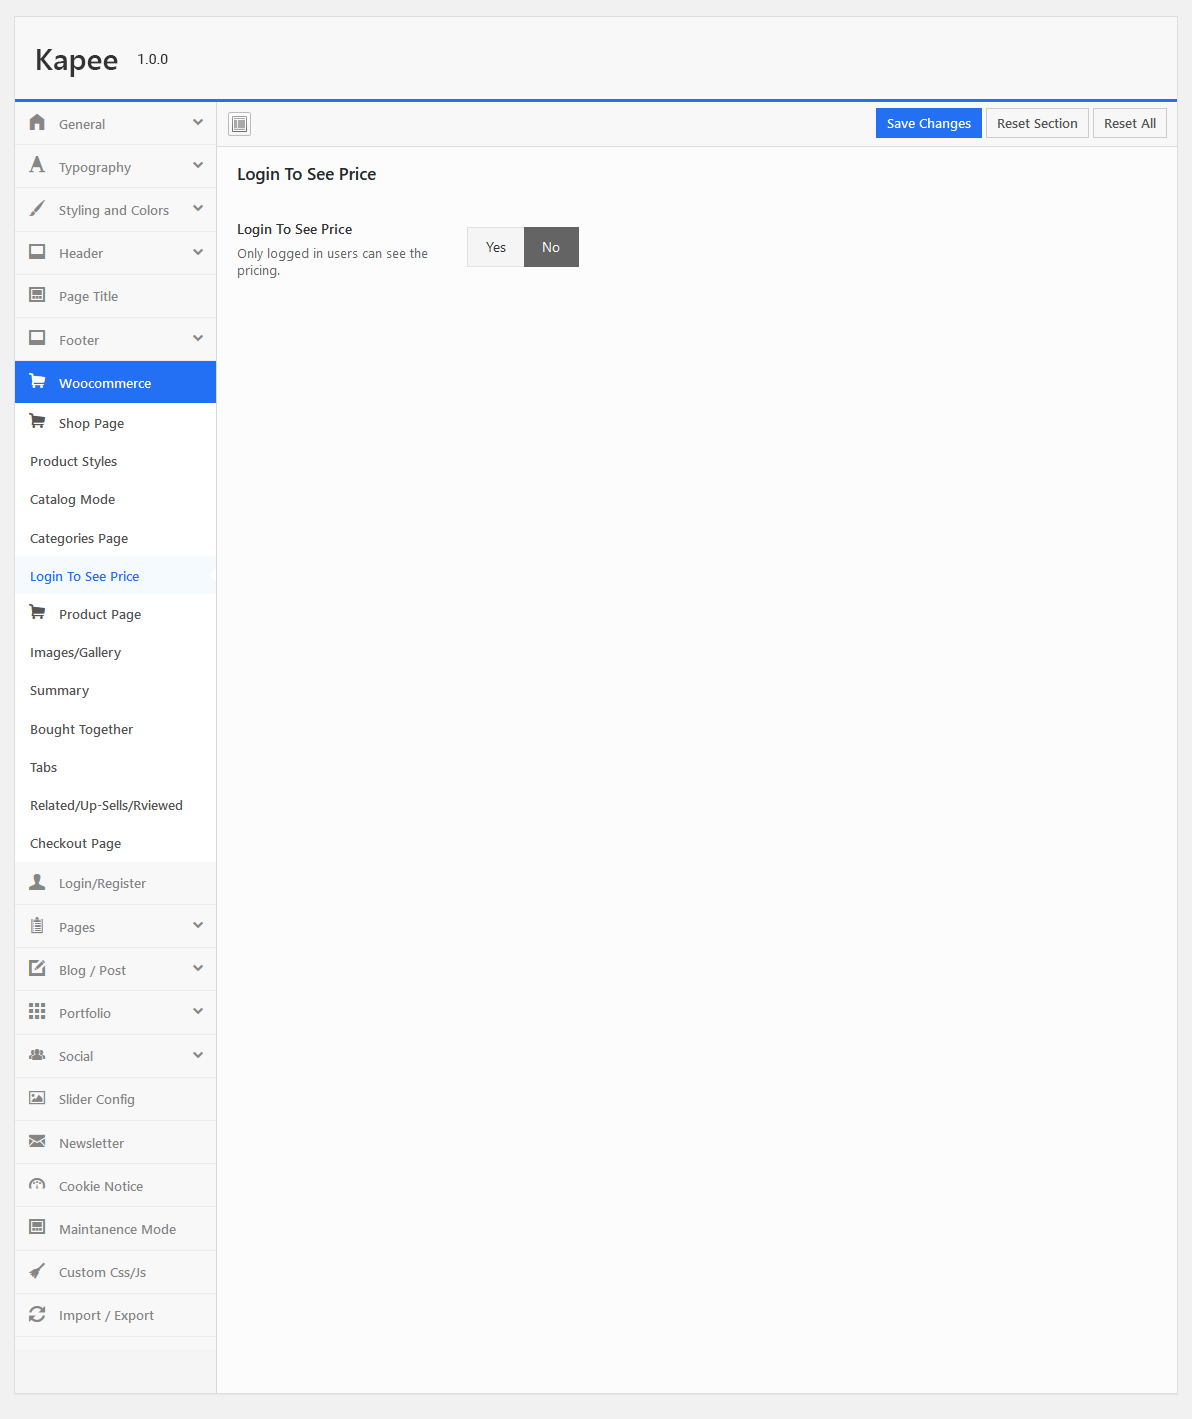 Kapee 1.0.0
General
Typography
Styling and Colors
Header
Page Title
Footer
Woocommerce
Shop Page
Product Styles
Catalog Mode
Categories Page
Login To See Price
Product Page
Images/Gallery
Summary
Bought Together
Tabs
Related/Up-Sells/Rviewed
Checkout Page
Login/Register
Pages
Blog / Post
Portfolio
Social
Slider Config
Newsletter
Cookie Notice
Maintanence Mode
Custom Css/Js
Import / Export
Save Changes Reset Section Reset All
Login To See Price
Login To See Price
Only logged in users can see the
pricing.
Yes No